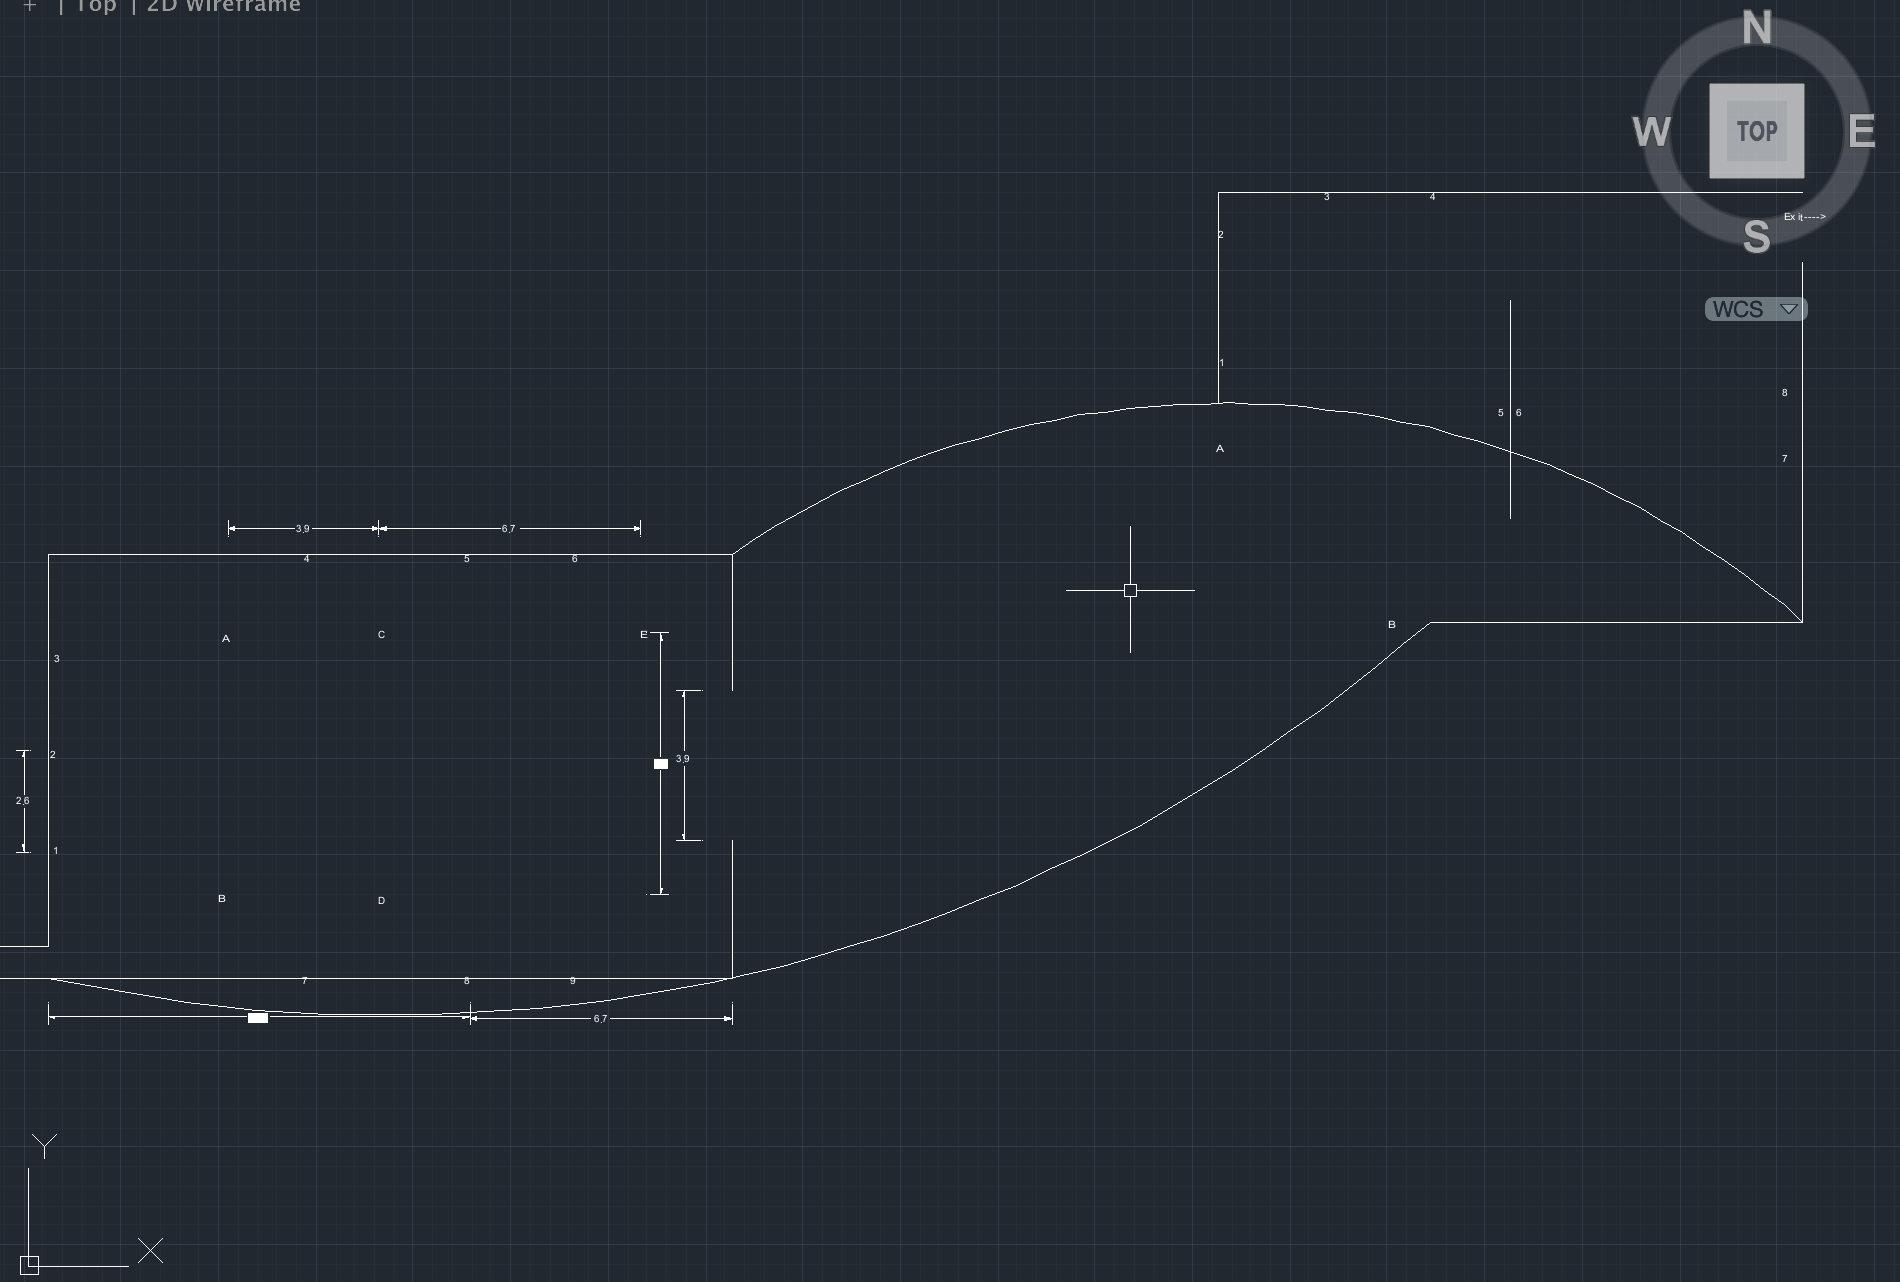 + | Top | 2D Wireframe
N
W TOP E
S
3 4
Ex it---->
2
WCS
1
8
5 6
A
7
3,9 6,7
4 5 6
B
A C E
3
2
3,9
2,6
1
B D
7 8 9
6,7
Y
X